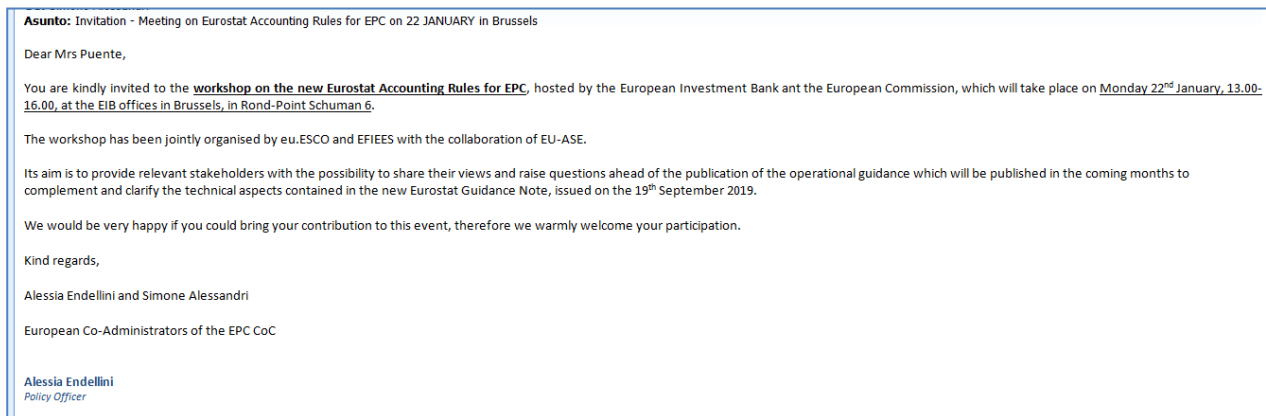 Asunto: Invitation - Meeting on Eurostat Accounting Rules for EPC on 22 JANUARY in Brussels
Dear Mrs Puente,
You are kindly invited to the workshop on the new Eurostat Accounting Rules for EPC, hosted by the European Investment Bank ant the European Commission, which will take place on Monday 22nd January, 13.00-
16.00, at the EIB offices in Brussels, in Rond-Point Schuman 6.
The workshop has been jointly organised by eu.ESCO and EFIEES with the collaboration of EU-ASE.
Its aim is to provide relevant stakeholders with the possibility to share their views and raise questions ahead of the publication of the operational guidance which will be published in the coming months to
complement and clarify the technical aspects contained in the new Eurostat Guidance Note, issued on the 19th September 2019.
We would be very happy if you could bring your contribution to this event, therefore we warmly welcome your participation.
Kind regards,
Alessia Endellini and Simone Alessandri
European Co-Administrators of the EPC CoC
Alessia Endellini
Policy Officer